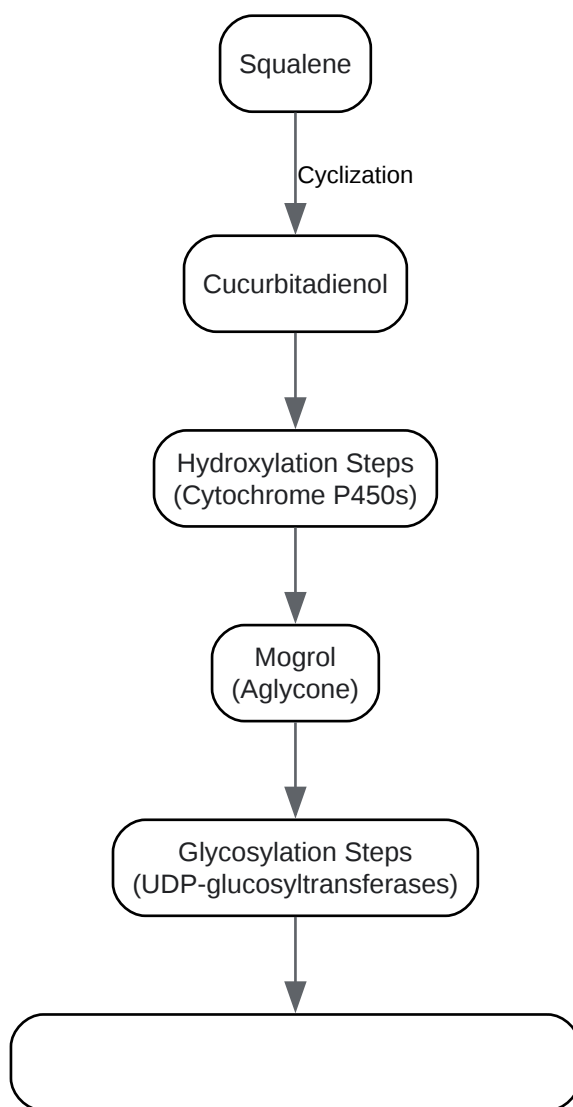 Squalene
Cyclization
Cucurbitadienol
Hydroxylation Steps
(Cytochrome P450s)
Mogrol
(Aglycone)
Glycosylation Steps
(UDP-glucosyltransferases)